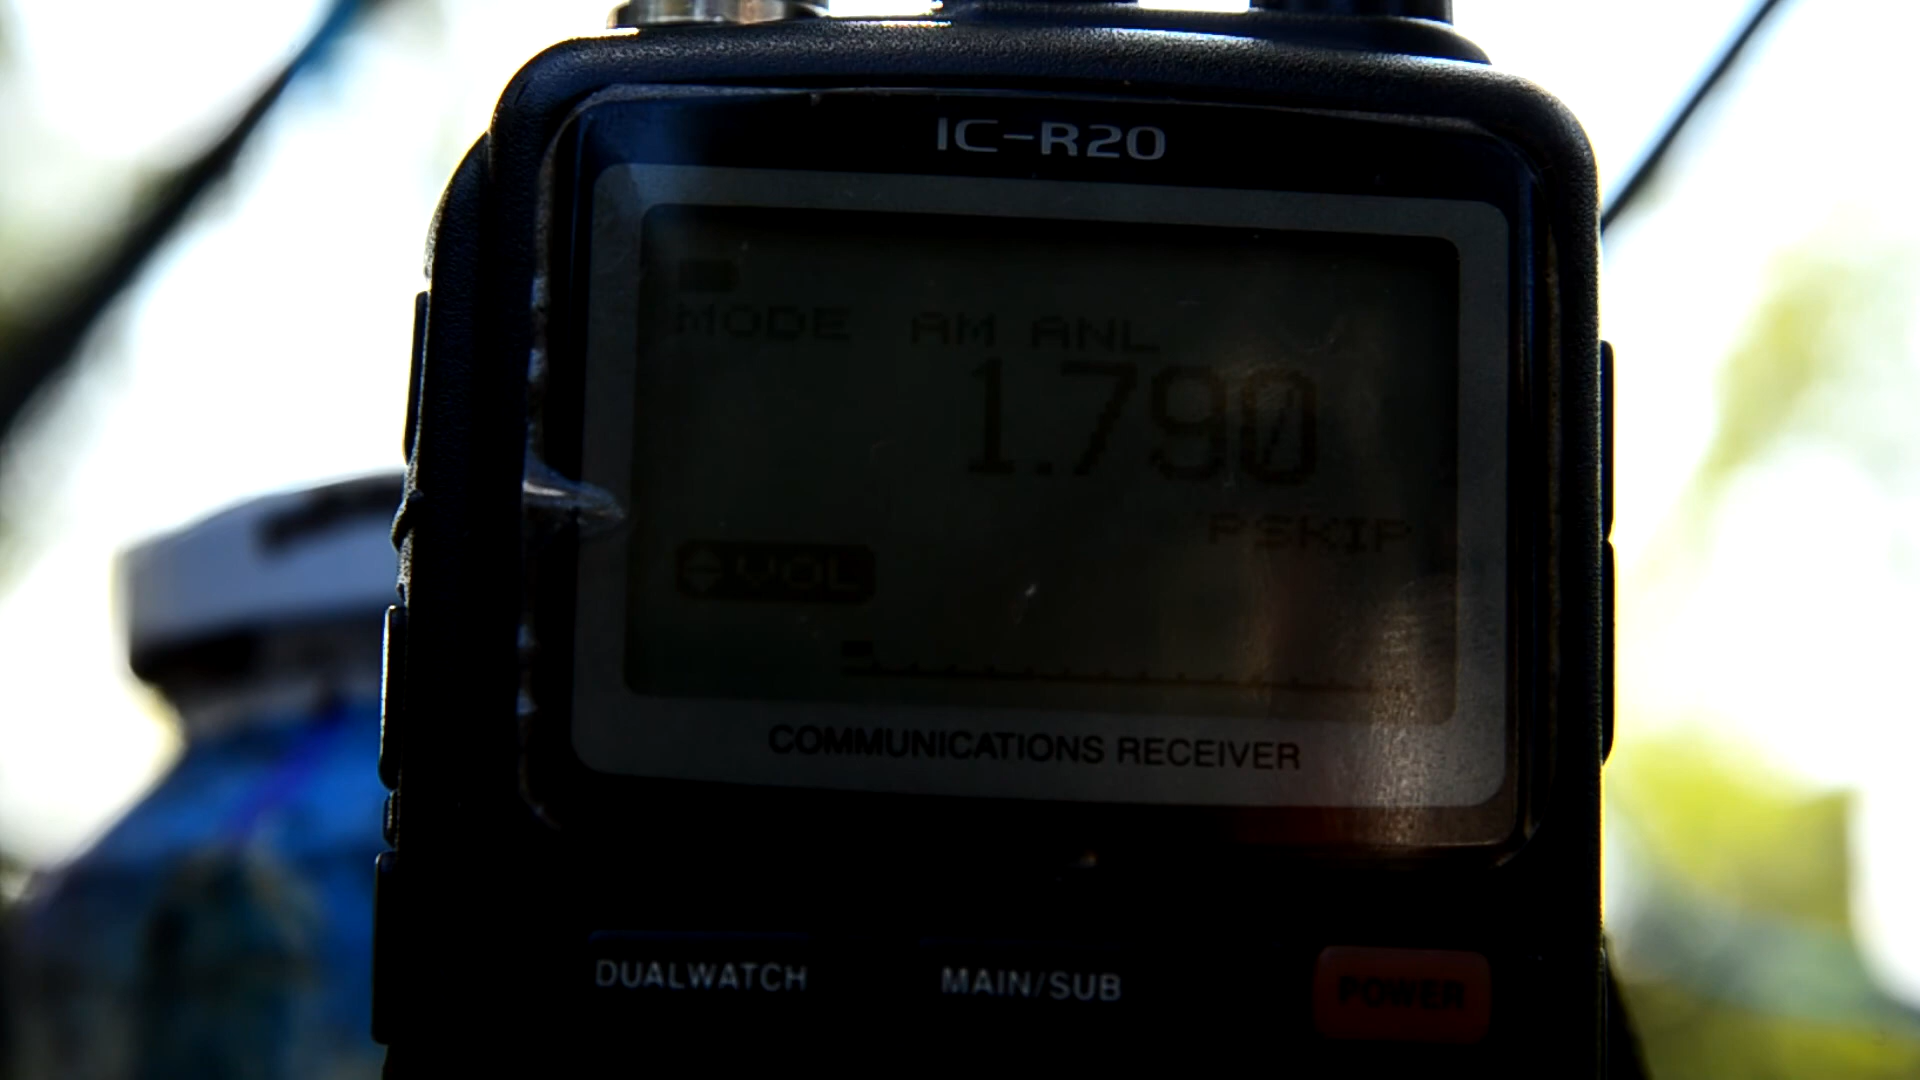 IC-R20
MODE AM ANL
1.790
PSKIP
VOL
COMMUNICATIONS RECEIVER
DUALWATCH MAIN/SUB POWER